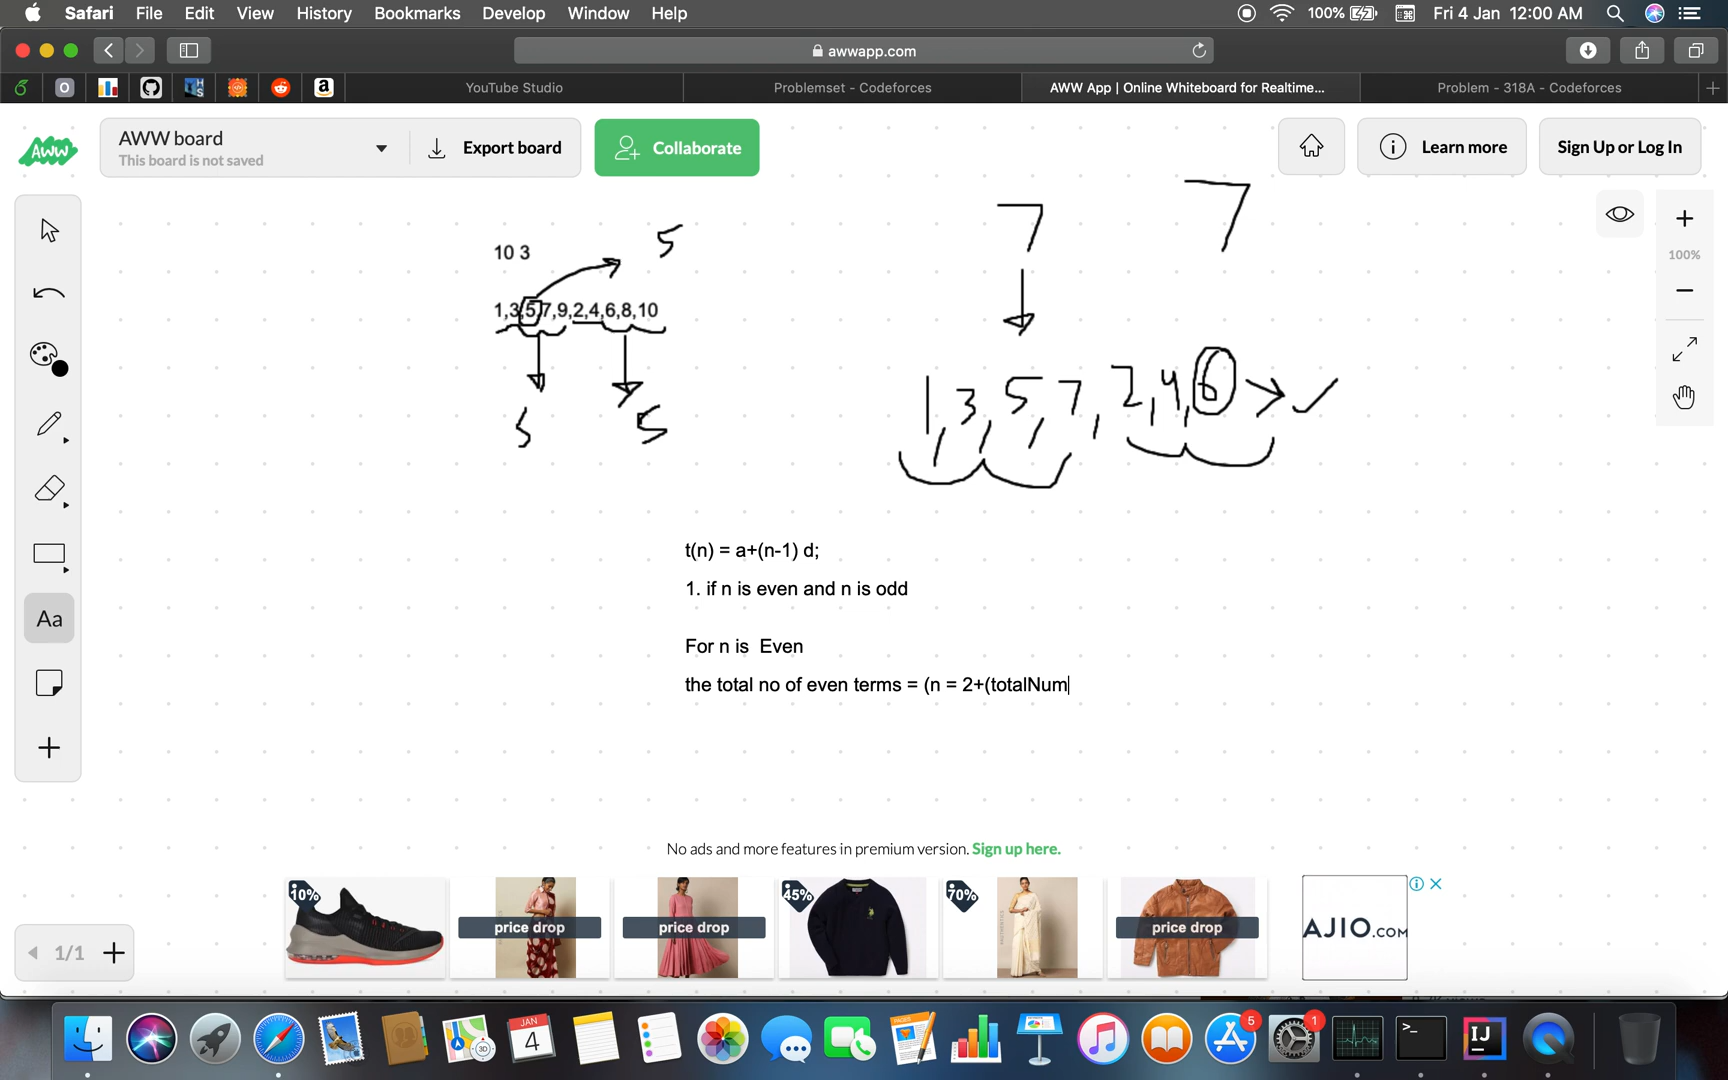 Safari File Edit View History Bookmarks Develop Window Help 100% Fri 4 Jan 12:00 AM
awwapp.com
YouTube Studio Problemset - Codeforces AWW App | Online Whiteboard for Realtime... Problem - 318A - Codeforces
AWW
AWW board
This board is not saved
Export board
Collaborate
Learn more
Sign Up or Log In
100%
10 3
5
1,3,5,7,9,2,4,6,8,10
5
5
7
7
1,3,5,7,2,4,6
t(n) = a+(n-1) d;
1. if n is even and n is odd
For n is Even
the total no of even terms = (n = 2+(totalNum
Aa
1/1
No ads and more features in premium version. Sign up here.
10%
price drop
price drop
45%
70%
price drop
AJIO.COM
JAN
4
3D
5
1
IJ